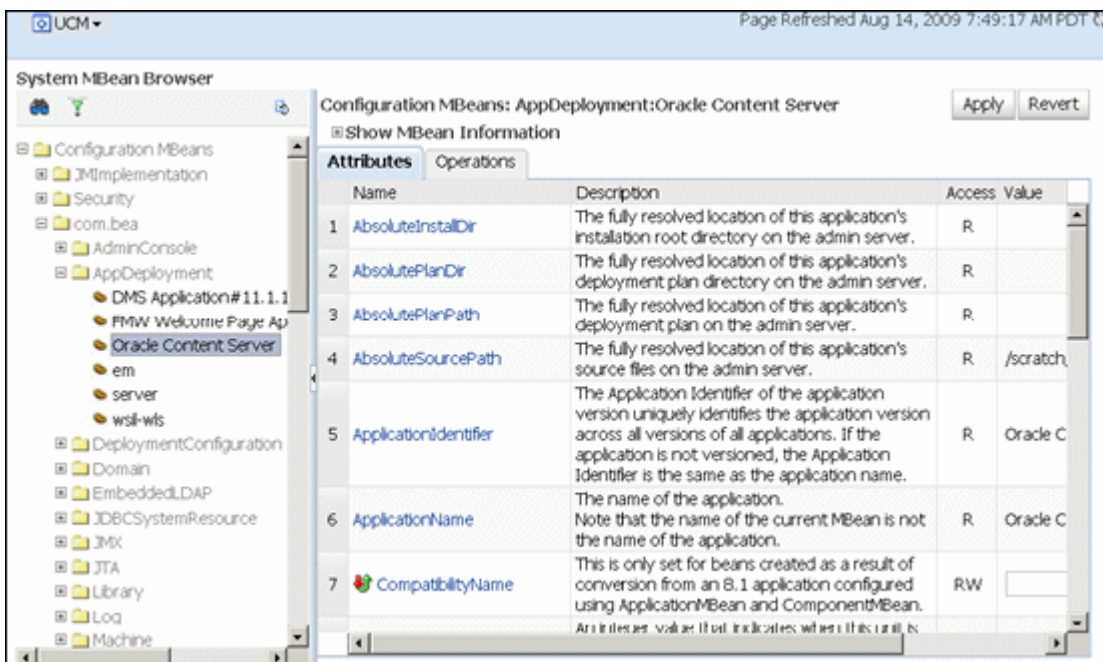 UCM
Page Refreshed Aug 14, 2009 7:49:17 AM PDT
System MBean Browser
Configuration MBeans
JMImplementation
Security
com.bea
AdminConsole
AppDeployment
DMS Application#11.1.1
FMW Welcome Page Ap
Oracle Content Server
em
server
wsil-wls
DeploymentConfiguration
Domain
EmbeddedLDAP
JDBCSystemResource
JMX
JTA
Library
Log
Machine
Configuration MBeans: AppDeployment:Oracle Content Server
Apply Revert
Show MBean Information
Attributes Operations
Name Description Access Value
1 AbsoluteInstallDir The fully resolved location of this application's
installation root directory on the admin server. R
2 AbsolutePlanDir The fully resolved location of this application's
deployment plan directory on the admin server. R
3 AbsolutePlanPath The fully resolved location of this application's
deployment plan on the admin server. R
4 AbsoluteSourcePath The fully resolved location of this application's
source files on the admin server. R /scratch
5 ApplicationIdentifier The Application Identifier of the application
version uniquely identifies the application version
across all versions of all applications. If the
application is not versioned, the Application
Identifier is the same as the application name. R Oracle C
6 ApplicationName The name of the application.
Note that the name of the current MBean is not
the name of the application. R Oracle C
7 CompatibilityName This is only set for beans created as a result of
conversion from an 8.1 application configured
using ApplicationMBean and ComponentMBean. RW
An integer value that indicates when this unit is